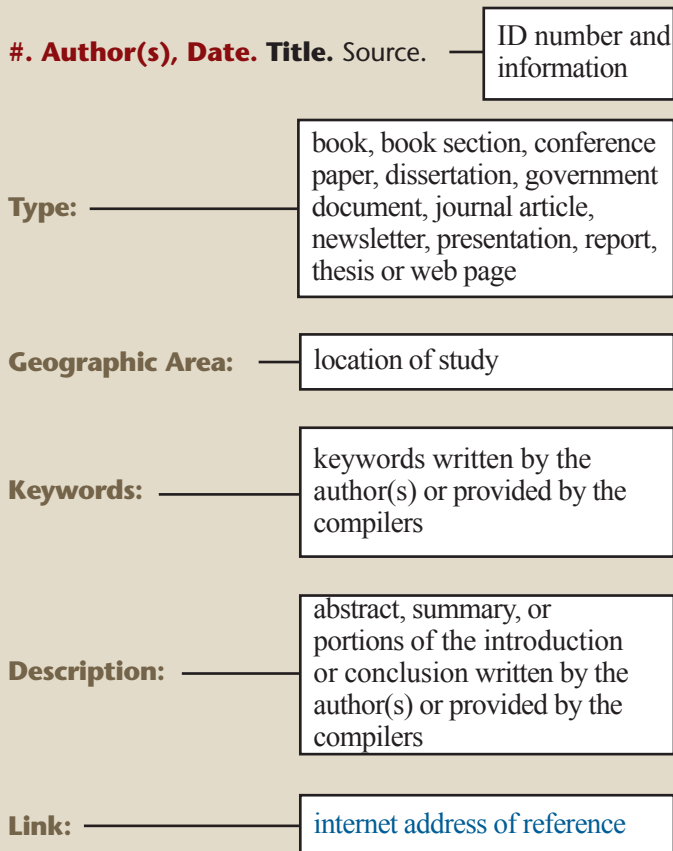 #. Author(s), Date. Title. Source.
ID number and
information
Type:
book, book section, conference
paper, dissertation, government
document, journal article,
newsletter, presentation, report,
thesis or web page
Geographic Area:
location of study
Keywords:
keywords written by the
author(s) or provided by the
compilers
Description:
abstract, summary, or
portions of the introduction
or conclusion written by the
author(s) or provided by the
compilers
Link:
internet address of reference